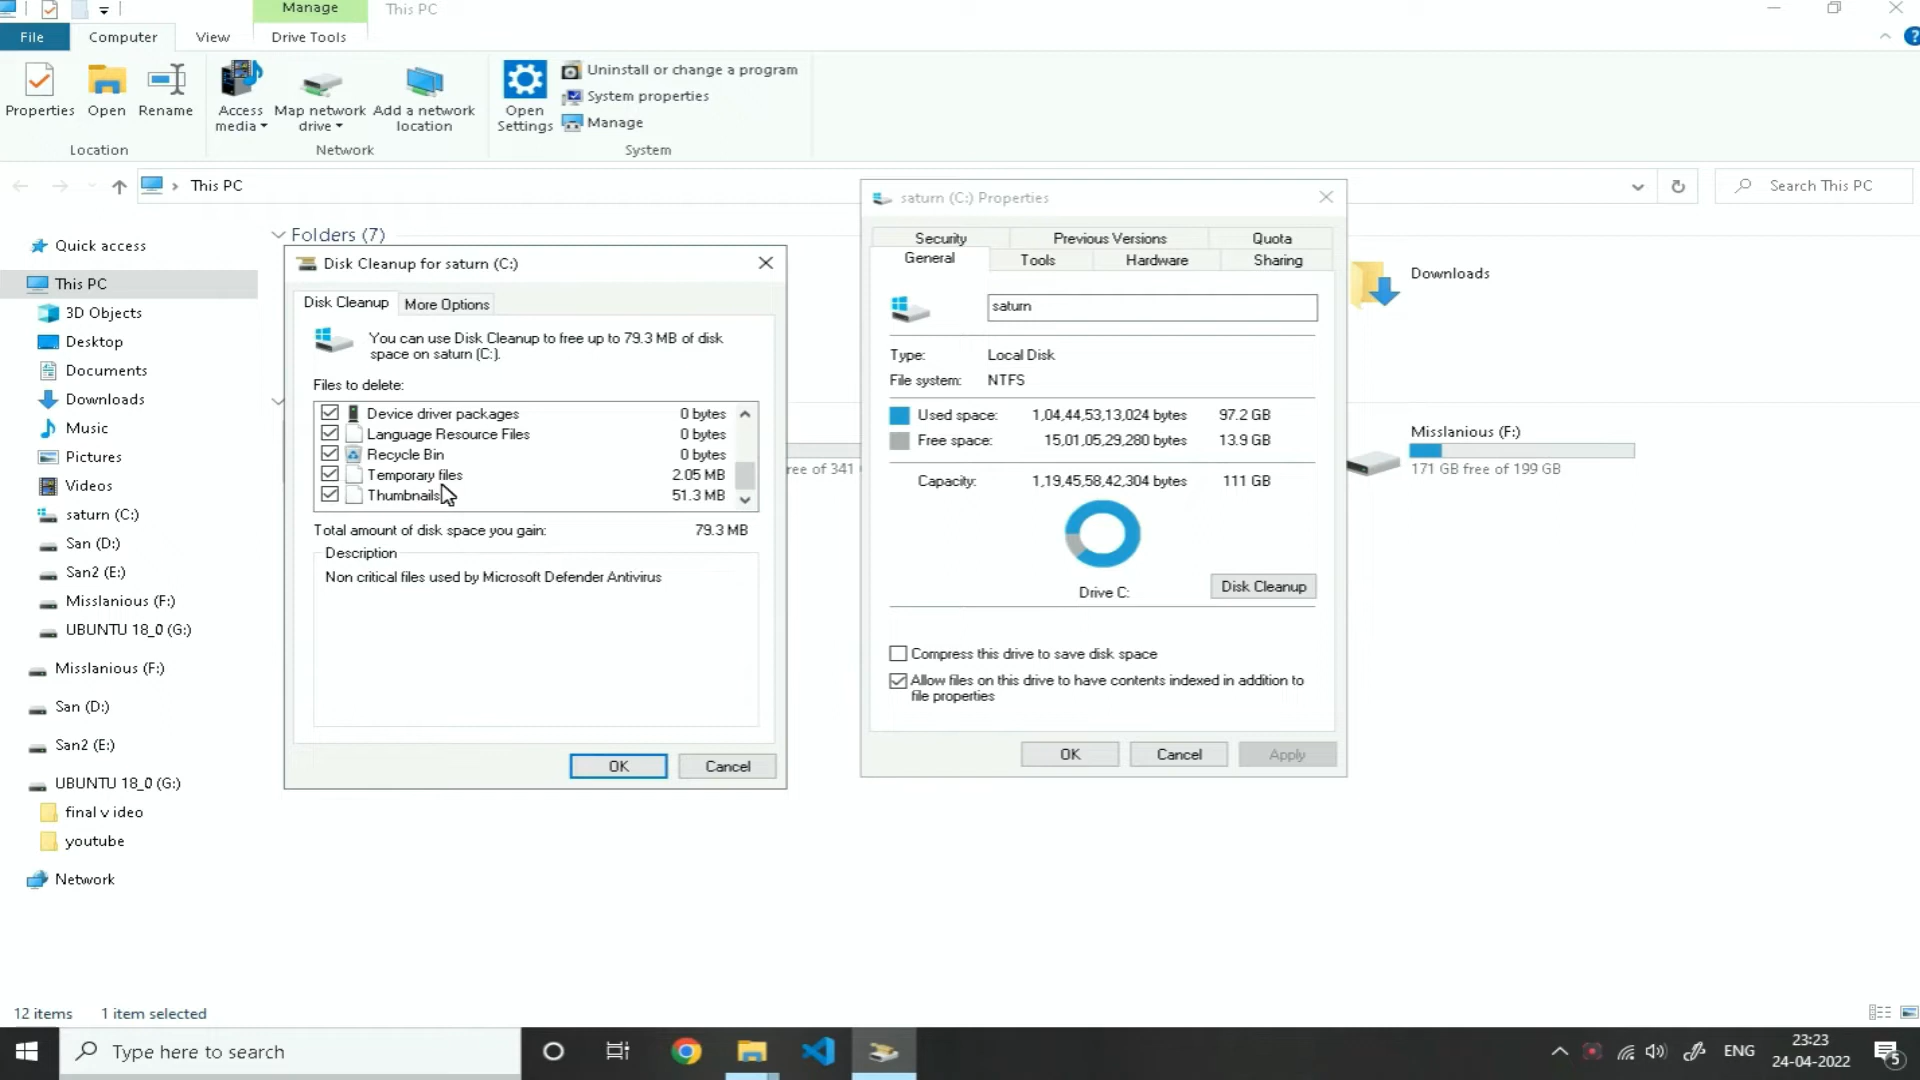 Manage
This PC
File
Computer
View
Drive Tools
Properties
Open
Rename
Access media
Map network drive
Add a network location
Open Settings
Uninstall or change a program
System properties
Manage
Location
Network
System
This PC
Search This PC
Quick access
This PC
3D Objects
Desktop
Documents
Downloads
Music
Pictures
Videos
saturn (C:)
San (D:)
San2 (E:)
Misslanious (F:)
UBUNTU 18_0 (G:)
Misslanious (F:)
San (D:)
San2 (E:)
UBUNTU 18_0 (G:)
final v ideo
youtube
Network
Folders (7)
Disk Cleanup for saturn (C:)
Disk Cleanup
More Options
You can use Disk Cleanup to free up to 79.3 MB of disk
space on saturn (C:).
Files to delete:
Device driver packages 0 bytes
Language Resource Files 0 bytes
Recycle Bin 0 bytes
Temporary files 2.05 MB
Thumbnails 51.3 MB
Total amount of disk space you gain: 79.3 MB
Description
Non critical files used by Microsoft Defender Antivirus
OK
Cancel
ree of 341
saturn (C:) Properties
Security
Previous Versions
Quota
General
Tools
Hardware
Sharing
saturn
Type: Local Disk
File system: NTFS
Used space: 1,04,44,53,13,024 bytes 97.2 GB
Free space: 15,01,05,29,280 bytes 13.9 GB
Capacity: 1,19,45,58,42,304 bytes 111 GB
Drive C:
Disk Cleanup
Compress this drive to save disk space
Allow files on this drive to have contents indexed in addition to
file properties
OK
Cancel
Apply
Downloads
Misslanious (F:)
171 GB free of 199 GB
12 items
1 item selected
Type here to search
ENG
23:23
24-04-2022
5